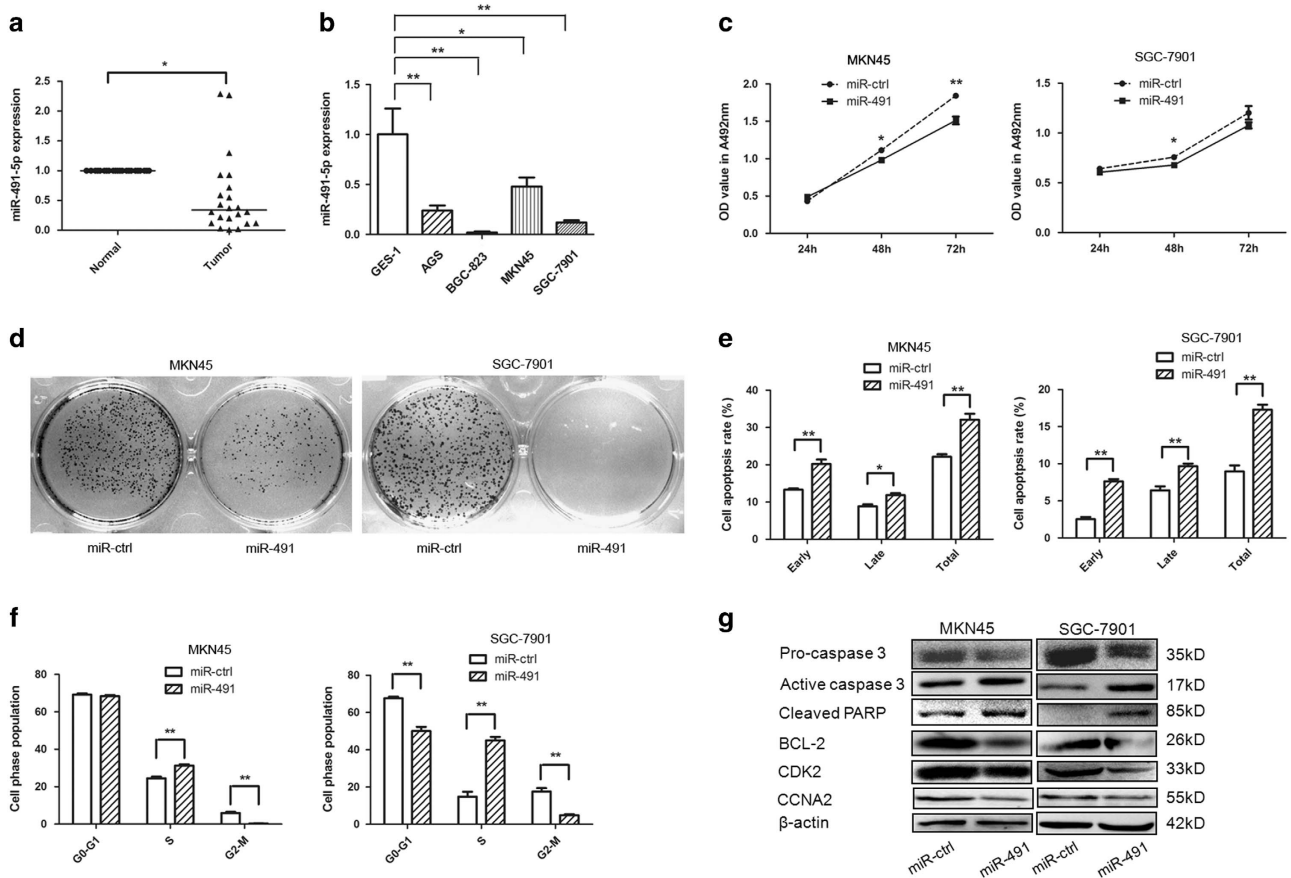 a
*
miR-491-5p expression
2.5
2.0
1.5
1.0
0.5
0.0
Normal
Tumor
b
**
*
**
**
miR-491-5p expression
1.5
1.0
0.5
0.0
GES-1
AGS
BGC-823
MKN45
SGC-7901
c
MKN45
miR-ctrl
miR-491
OD value in A492nm
2.0
1.5
1.0
0.5
0.0
*
**
24h
48h
72h
SGC-7901
miR-ctrl
miR-491
OD value in A492nm
1.5
1.0
0.5
0.0
*
24h
48h
72h
d
MKN45
SGC-7901
miR-ctrl
miR-491
miR-ctrl
miR-491
e
MKN45
miR-ctrl
miR-491
Cell apoptpsis rate (%)
40
30
20
10
0
**
*
**
Early
Late
Total
SGC-7901
miR-ctrl
miR-491
Cell apoptpsis rate (%)
20
15
10
5
0
**
**
**
Early
Late
Total
f
MKN45
miR-ctrl
miR-491
Cell phase population
80
60
40
20
0
**
**
G0-G1
S
G2-M
SGC-7901
miR-ctrl
miR-491
Cell phase population
80
60
40
20
0
**
**
**
G0-G1
S
G2-M
g
MKN45
SGC-7901
Pro-caspase 3
35kD
Active caspase 3
17kD
Cleaved PARP
85kD
BCL-2
26kD
CDK2
33kD
CCNA2
55kD
β-actin
42kD
miR-ctrl
miR-491
miR-ctrl
miR-491